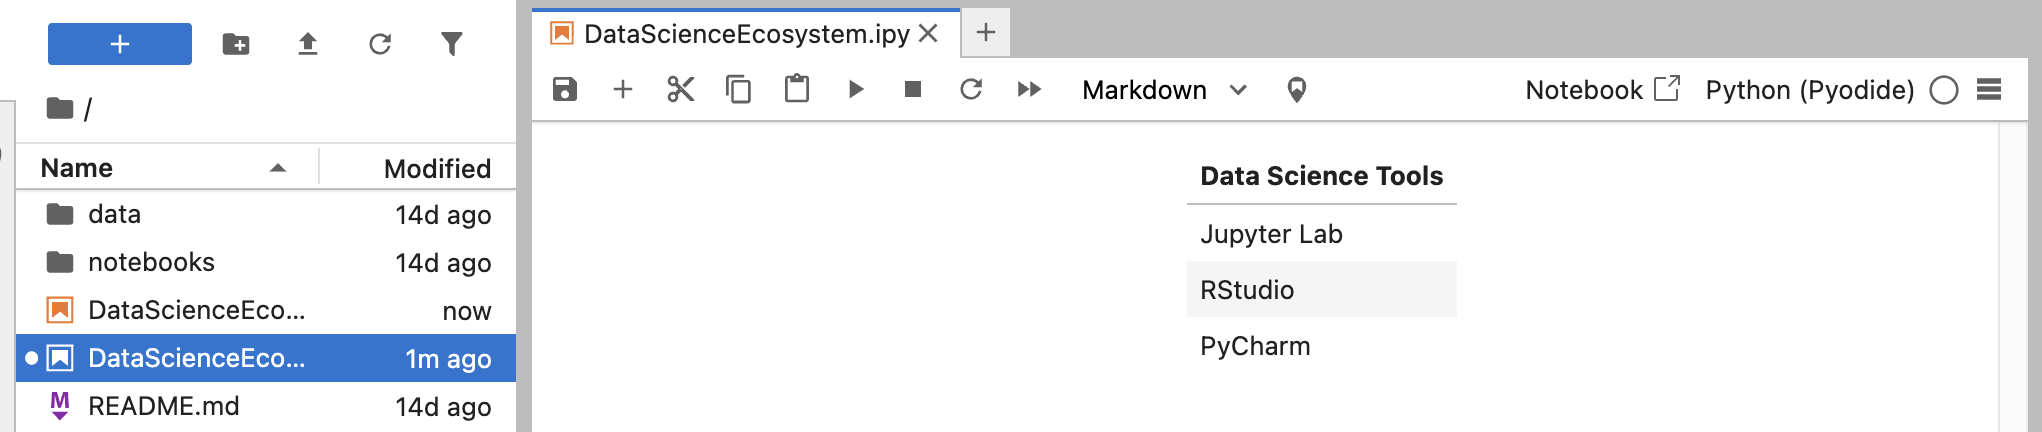 /
Name Modified
data 14d ago
notebooks 14d ago
DataScienceEco... now
DataScienceEco... 1m ago
README.md 14d ago
DataScienceEcosystem.ipy
Markdown Notebook Python (Pyodide)
Data Science Tools
Jupyter Lab
RStudio
PyCharm